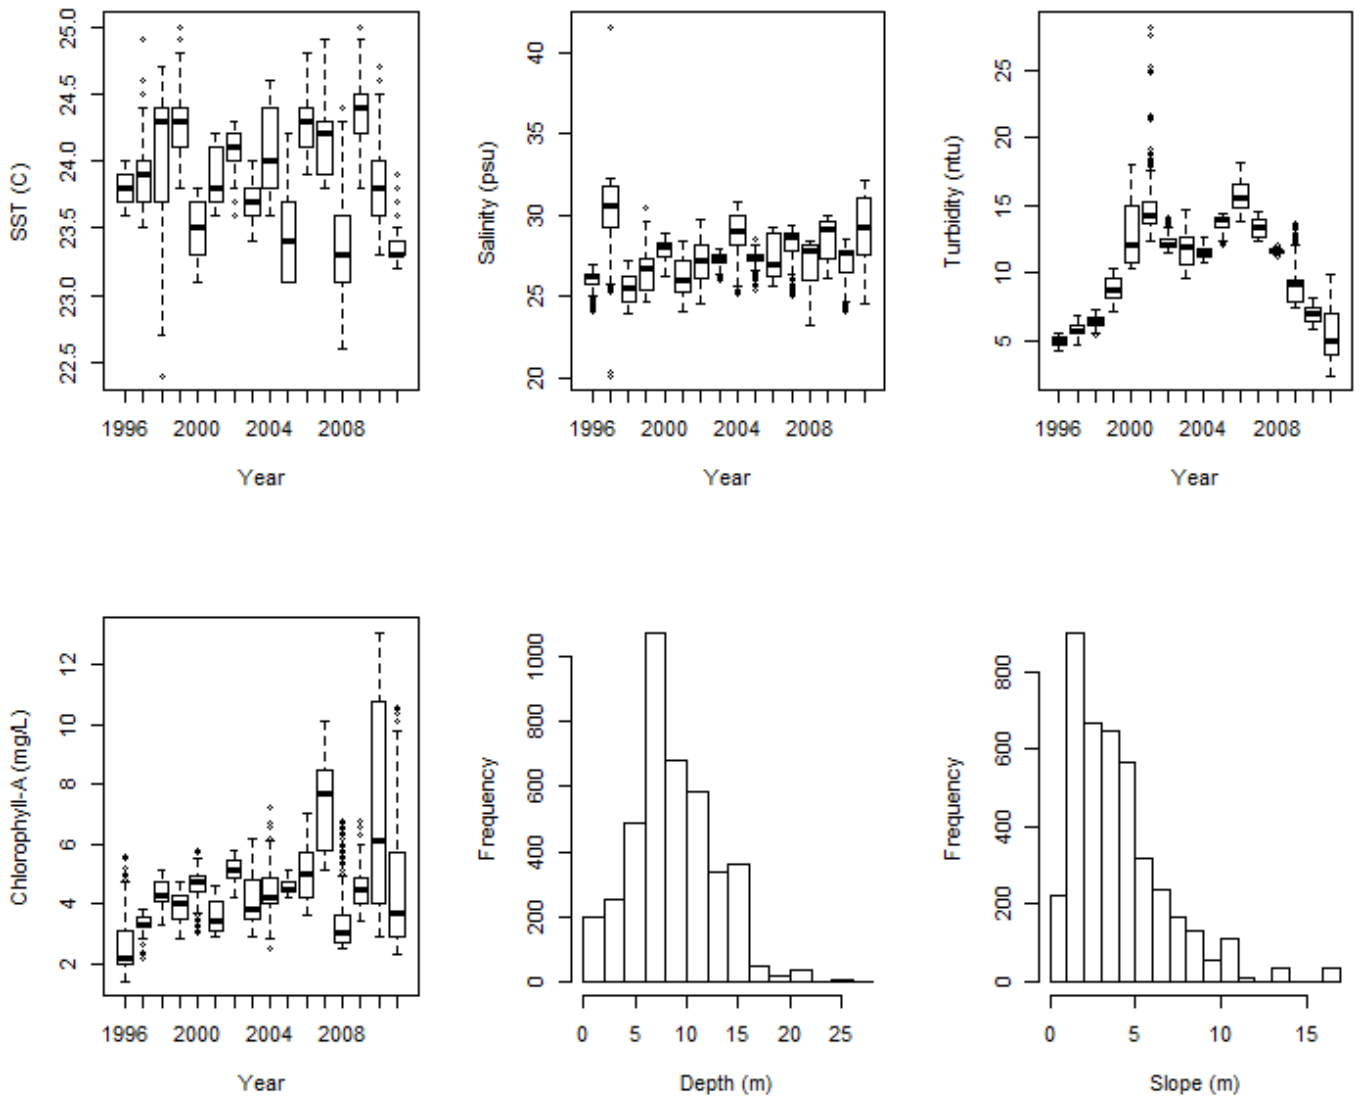 SST (C)
22.5 23.0 23.5 24.0 24.5 25.0
1996 2000 2004 2008
Year
Salinity (psu)
20 25 30 35 40
1996 2000 2004 2008
Year
Turbidity (ntu)
5 10 15 20 25
1996 2000 2004 2008
Year
Chlorophyll-A (mg/L)
2 4 6 8 10 12
1996 2000 2004 2008
Year
Frequency
0 200 400 600 800 1000
0 5 10 15 20 25
Depth (m)
Frequency
0 200 400 600 800
0 5 10 15
Slope (m)